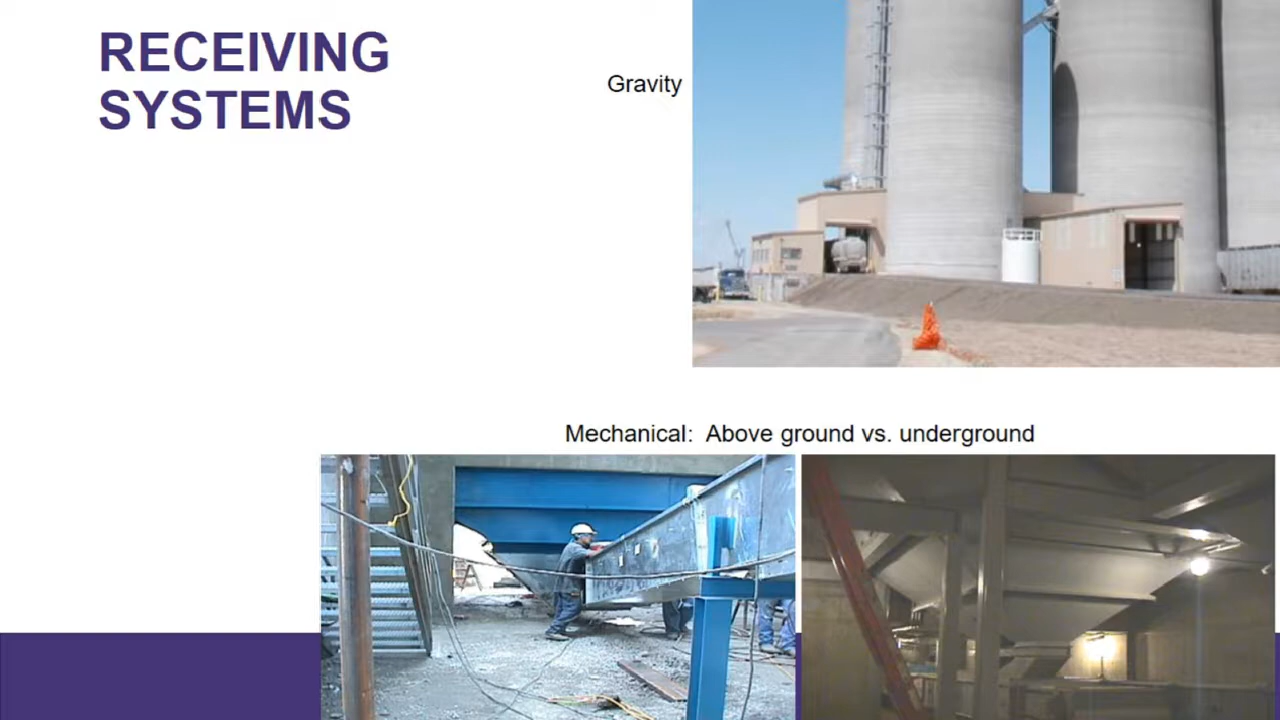 RECEIVING
SYSTEMS
Gravity
Mechanical:  Above ground vs. underground